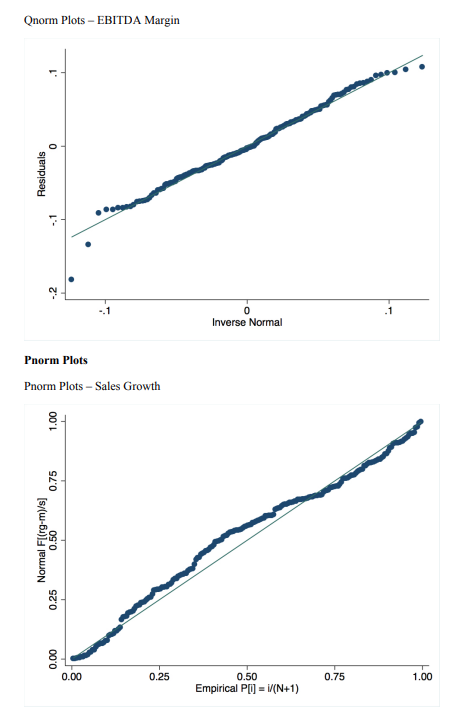 Qnorm Plots – EBITDA Margin
.1
0
-.1
-.2
Residuals
-.1 0 .1
Inverse Normal
Pnorm Plots
Pnorm Plots – Sales Growth
1.00
0.75
0.50
0.25
0.00
Normal F[(rg-m)/s]
0.00 0.25 0.50 0.75 1.00
Empirical P[i] = i/(N+1)